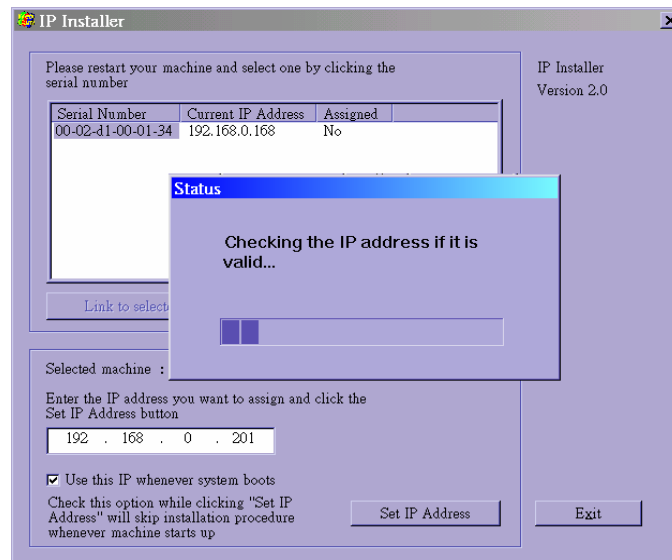 IP Installer
Please restart your machine and select one by clicking the
serial number
IP Installer
Version 2.0
Serial Number Current IP Address Assigned
00-02-d1-00-01-34 192.168.0.168 No
Status
Checking the IP address if it is
valid...
Link to
Selected machine :
Enter the IP address you want to assign and click the
Set IP Address button
192 . 168 . 0 . 201
Use this IP whenever system boots
Check this option while clicking "Set IP
Address" will skip installation procedure
whenever machine starts up
Set IP Address
Exit